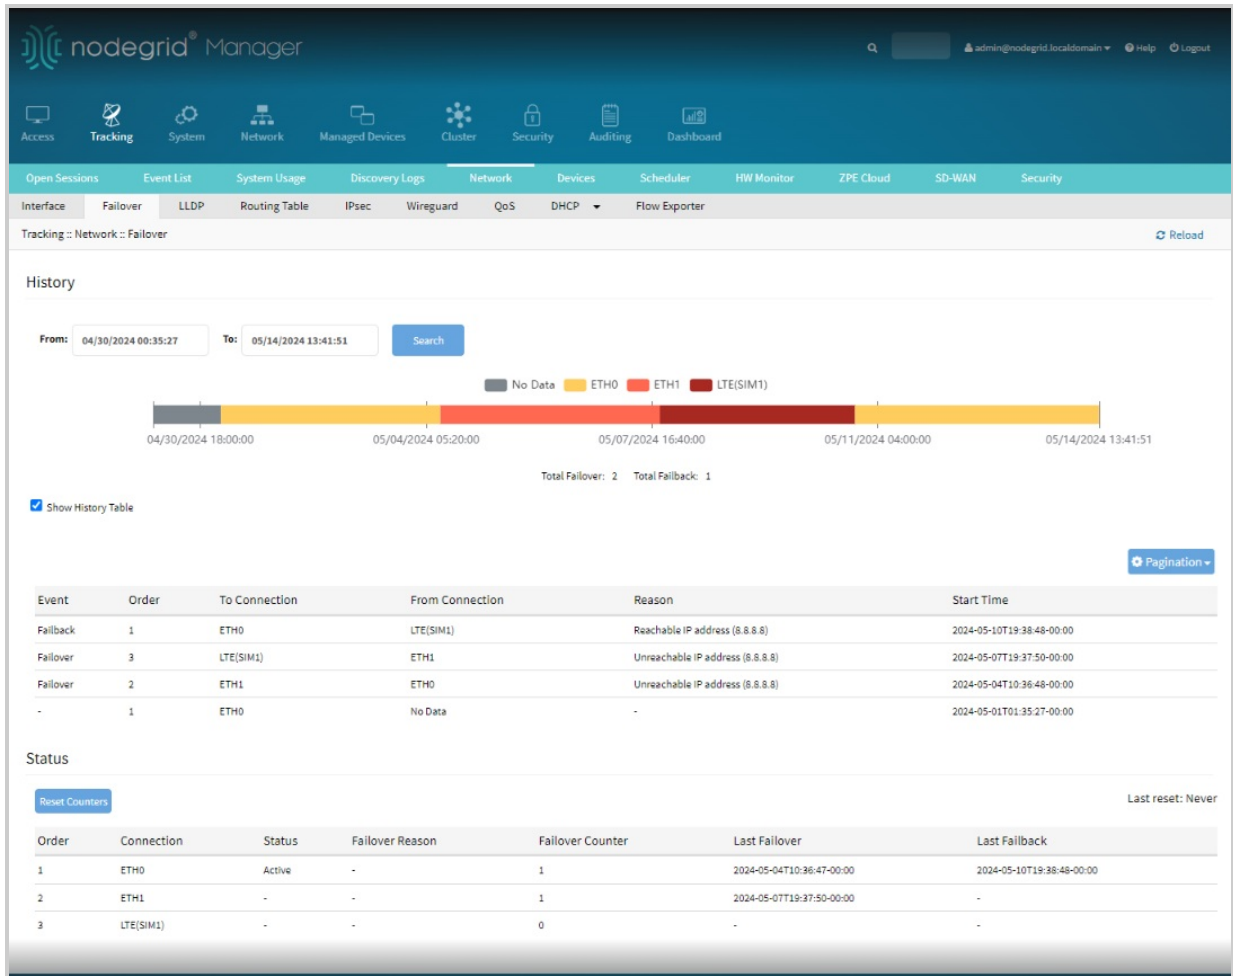 nodegrid® Manager
admin@nodegrid.localdomain Help Logout
Access Tracking System Network Managed Devices Cluster Security Auditing Dashboard
Open Sessions Event List System Usage Discovery Logs Network Devices Scheduler HW Monitor ZPE Cloud SD-WAN Security
Interface Failover LLDP Routing Table IPsec Wireguard QoS DHCP Flow Exporter
Tracking :: Network :: Failover Reload
History
From: 04/30/2024 00:35:27 To: 05/14/2024 13:41:51 Search
No Data ETH0 ETH1 LTE(SIM1)
04/30/2024 18:00:00 05/04/2024 05:20:00 05/07/2024 16:40:00 05/11/2024 04:00:00 05/14/2024 13:41:51
Total Failover: 2 Total Failback: 1
Show History Table
Pagination
Event Order To Connection From Connection Reason Start Time
Failback 1 ETH0 LTE(SIM1) Reachable IP address (8.8.8.8) 2024-05-10T19:38:48-00:00
Failover 3 LTE(SIM1) ETH1 Unreachable IP address (8.8.8.8) 2024-05-07T19:37:50-00:00
Failover 2 ETH1 ETH0 Unreachable IP address (8.8.8.8) 2024-05-04T10:36:48-00:00
- 1 ETH0 No Data - 2024-05-01T01:35:27-00:00
Status
Reset Counters Last reset: Never
Order Connection Status Failover Reason Failover Counter Last Failover Last Failback
1 ETH0 Active - 1 2024-05-04T10:36:47-00:00 2024-05-10T19:38:48-00:00
2 ETH1 - - 1 2024-05-07T19:37:50-00:00 -
3 LTE(SIM1) - - 0 - -